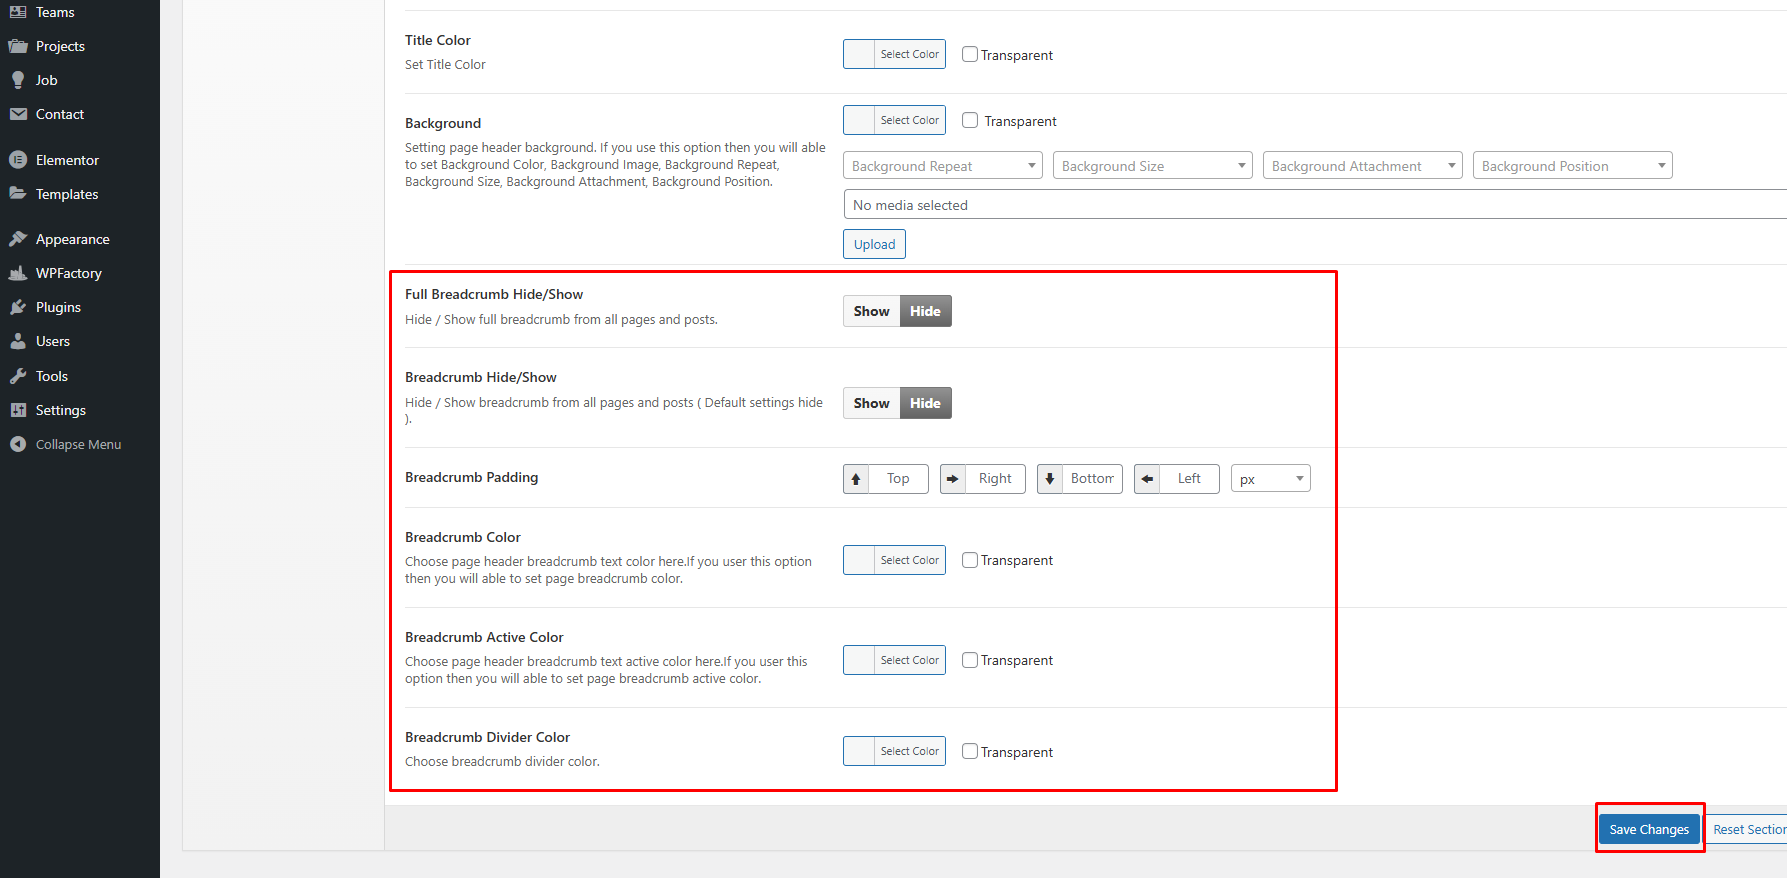 Teams
Projects
Job
Contact
Elementor
Templates
Appearance
WPFactory
Plugins
Users
Tools
Settings
Collapse Menu
Title Color
Set Title Color
Select Color
Transparent
Background
Setting page header background. If you use this option then you will able
to set Background Color, Background Image, Background Repeat,
Background Size, Background Attachment, Background Position.
Select Color
Transparent
Background Repeat
Background Size
Background Attachment
Background Position
No media selected
Upload
Full Breadcrumb Hide/Show
Hide / Show full breadcrumb from all pages and posts.
Show Hide
Breadcrumb Hide/Show
Hide / Show breadcrumb from all pages and posts ( Default settings hide
).
Show Hide
Breadcrumb Padding
Top
Right
Bottom
Left
px
Breadcrumb Color
Choose page header breadcrumb text color here.If you user this option
then you will able to set page breadcrumb color.
Select Color
Transparent
Breadcrumb Active Color
Choose page header breadcrumb text active color here.If you user this
option then you will able to set page breadcrumb active color.
Select Color
Transparent
Breadcrumb Divider Color
Choose breadcrumb divider color.
Select Color
Transparent
Save Changes
Reset Section